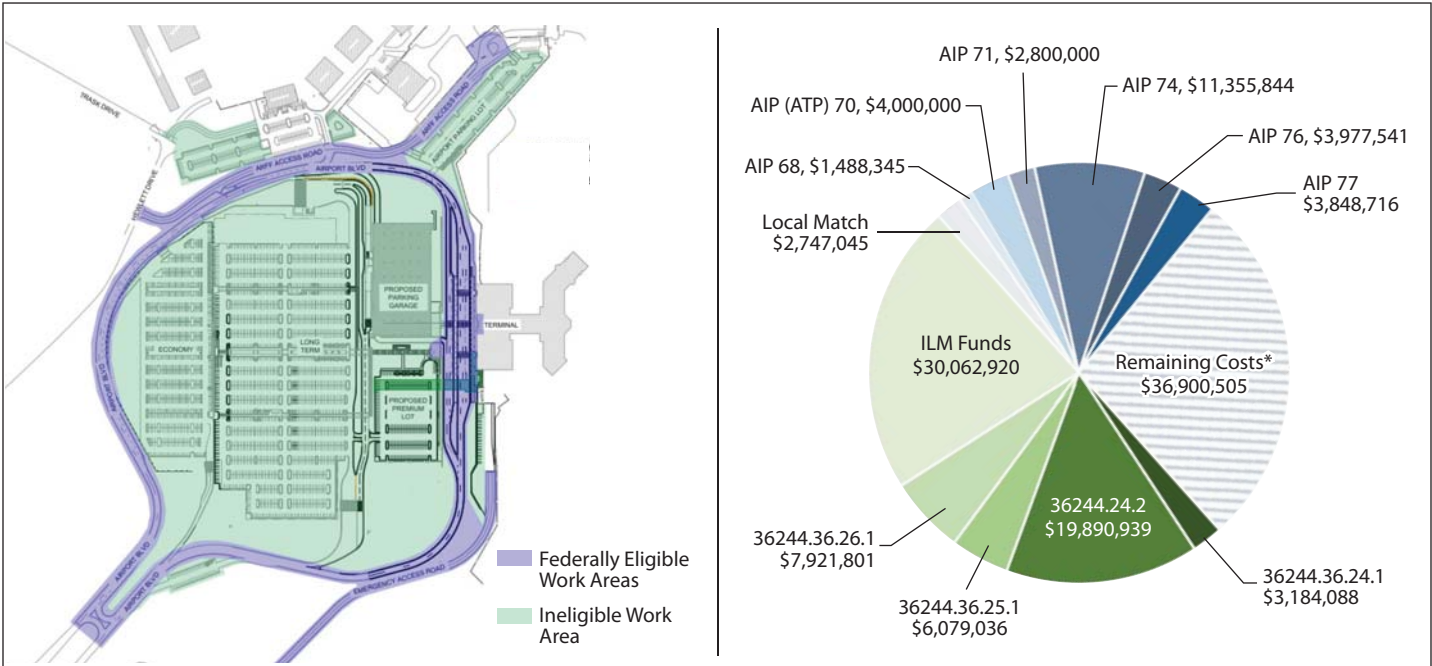 TRASK DRIVE
HEWLETT DRIVE
ARFF ACCESS ROAD
AIRPORT BLVD
ARFF ACCESS ROAD
AIRPORT PARKING LOT
PROPOSED
PARKING
GARAGE
TERMINAL
ECONOMY
LONG
TERM
PROPOSED
PREMIUM
LOT
AIRPORT BLVD
AIRPORT BLVD
AIRPORT BLVD
EMERGENCY ACCESS ROAD
Federally Eligible
Work Areas
Ineligible Work
Area
AIP 71, $2,800,000
AIP 74, $11,355,844
AIP (ATP) 70, $4,000,000
AIP 76, $3,977,541
AIP 68, $1,488,345
AIP 77
$3,848,716
Local Match
$2,747,045
ILM Funds
$30,062,920
Remaining Costs*
$36,900,505
36244.24.2
$19,890,939
36244.36.26.1
$7,921,801
36244.36.24.1
$3,184,088
36244.36.25.1
$6,079,036